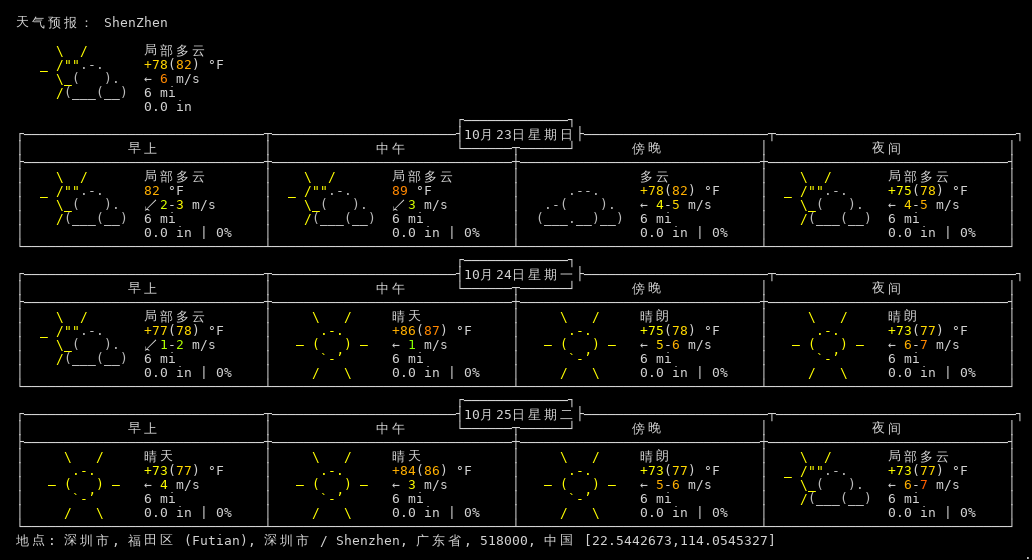 天气预报： ShenZhen
局部多云
+78(82) °F
← 6 m/s
6 mi
0.0 in
10月23日星期日
早上 中午 傍晚 夜间
局部多云 局部多云 多云 局部多云
82 °F 89 °F +78(82) °F +75(78) °F
↙ 2-3 m/s ↙ 3 m/s ← 4-5 m/s ← 4-5 m/s
6 mi 6 mi 6 mi 6 mi
0.0 in | 0% 0.0 in | 0% 0.0 in | 0% 0.0 in | 0%
10月24日星期一
早上 中午 傍晚 夜间
局部多云 晴天 晴朗 晴朗
+77(78) °F +86(87) °F +75(78) °F +73(77) °F
↙ 1-2 m/s ← 1 m/s ← 5-6 m/s ← 6-7 m/s
6 mi 6 mi 6 mi 6 mi
0.0 in | 0% 0.0 in | 0% 0.0 in | 0% 0.0 in | 0%
10月25日星期二
早上 中午 傍晚 夜间
晴天 晴天 晴朗 局部多云
+73(77) °F +84(86) °F +73(77) °F +73(77) °F
← 4 m/s ← 3 m/s ← 5-6 m/s ← 6-7 m/s
6 mi 6 mi 6 mi 6 mi
0.0 in | 0% 0.0 in | 0% 0.0 in | 0% 0.0 in | 0%
地点: 深圳市, 福田区 (Futian), 深圳市 / Shenzhen, 广东省, 518000, 中国 [22.5442673,114.0545327]